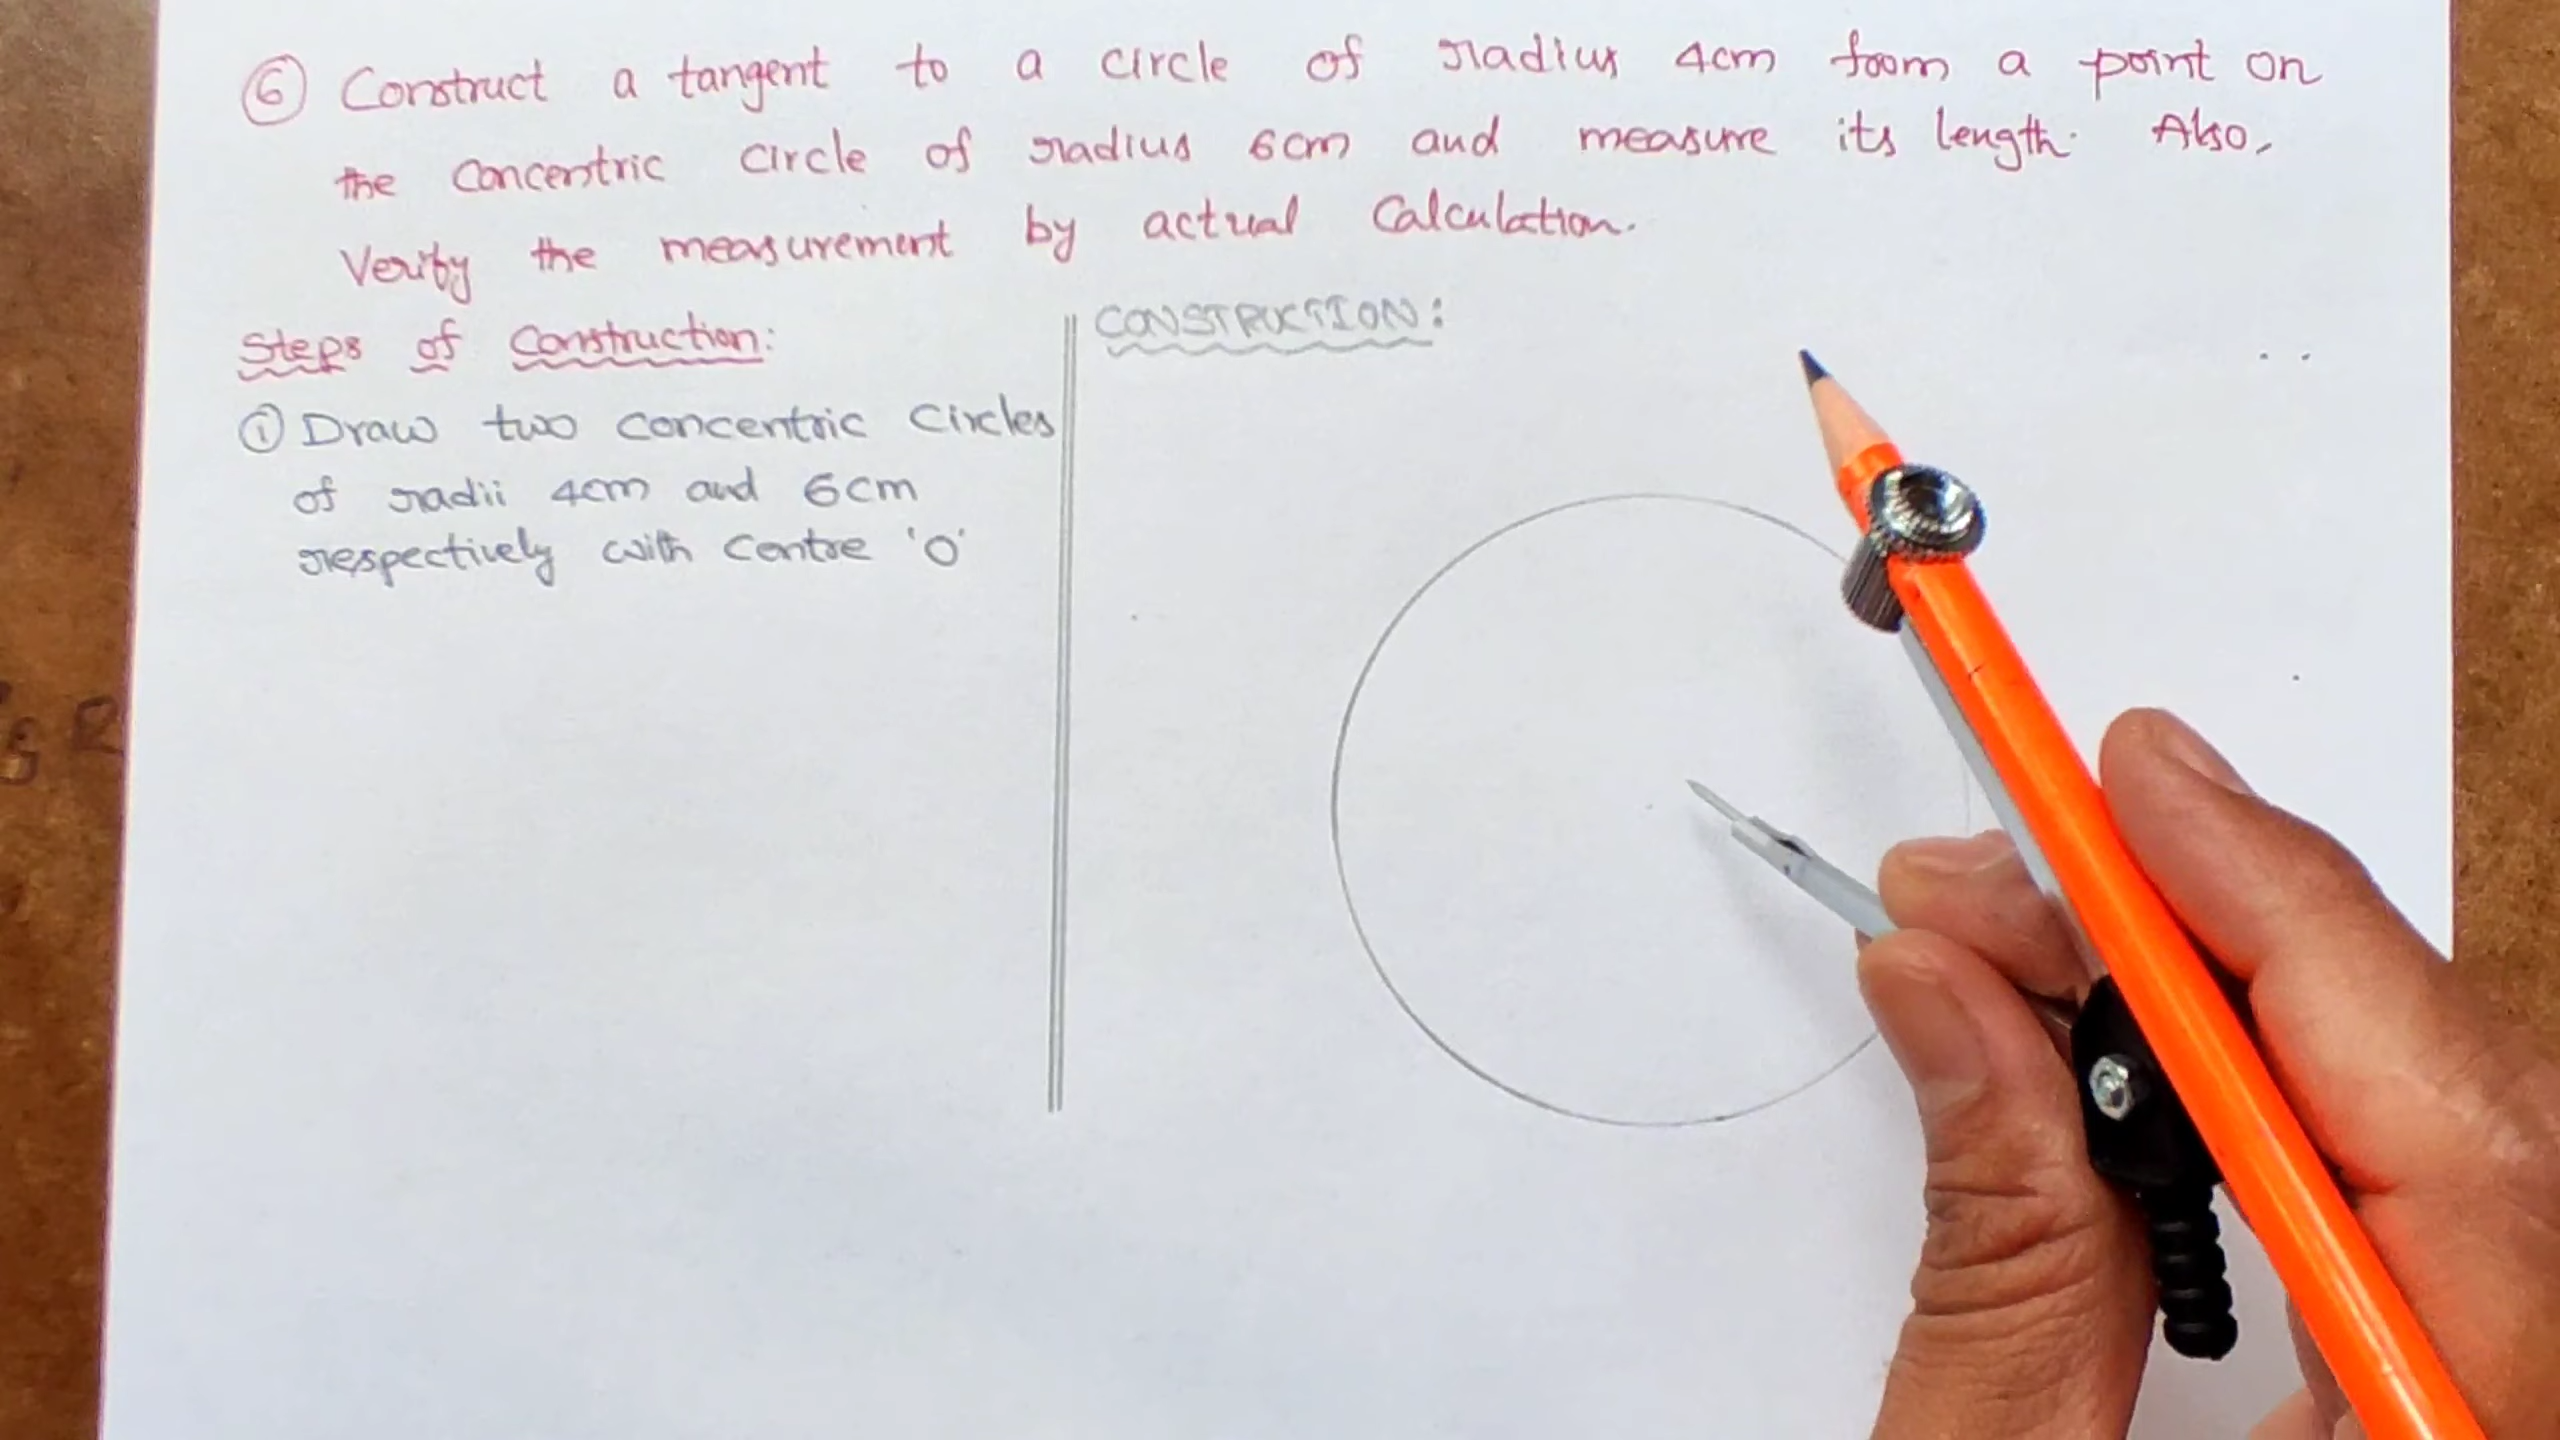 ⑥ Construct a tangent to a circle of radius 4cm from a point on
the concentric circle of radius 6cm and measure its length. Also,
Verify the measurement by actual Calculation.
Steps of Construction:
① Draw two concentric Circles
of radii 4cm and 6cm
respectively with Centre 'O'
CONSTRUCTION: